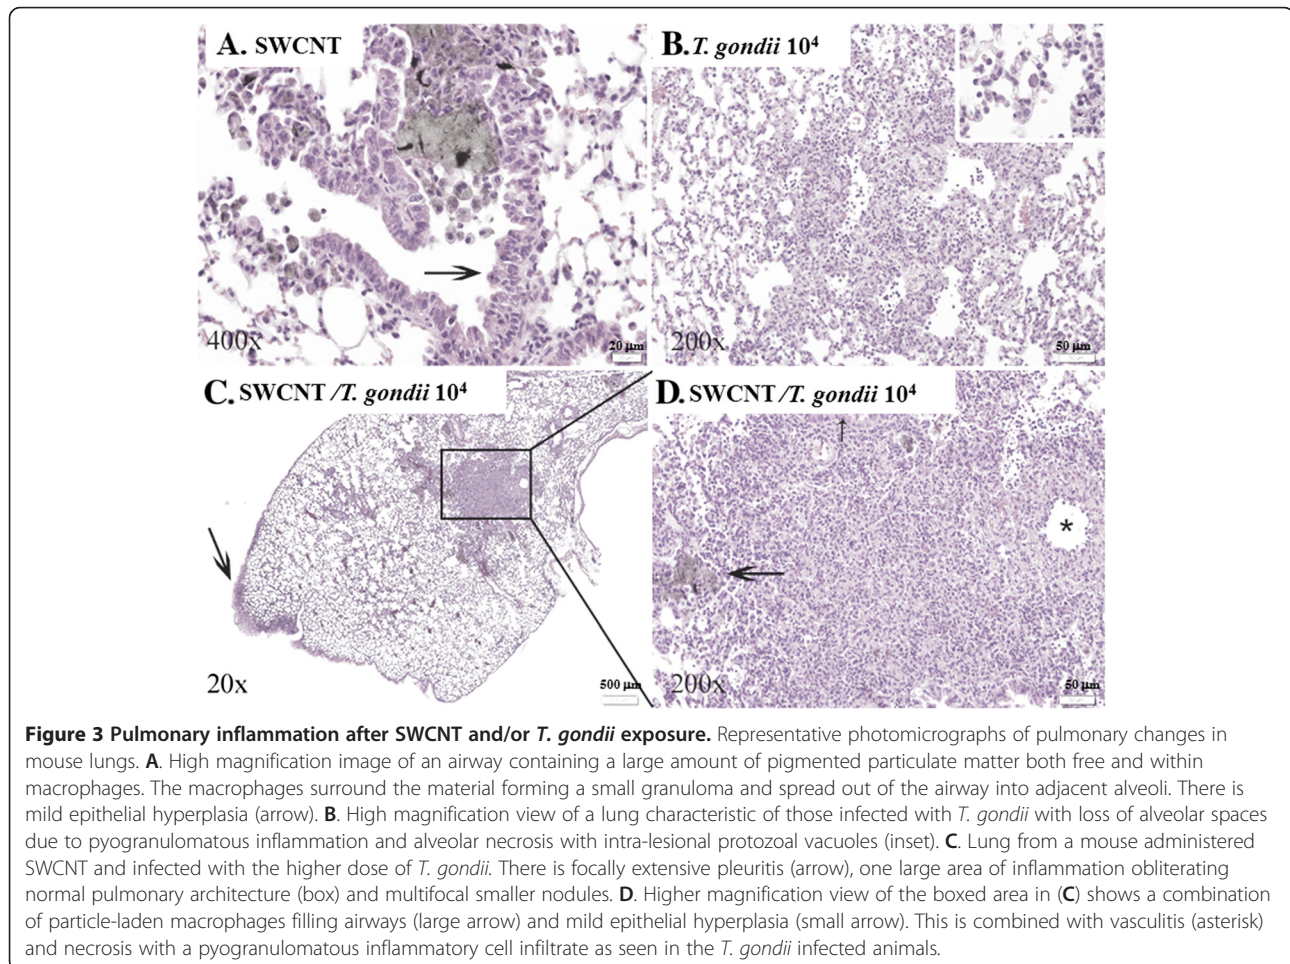 A. SWCNT
B. T. gondii 10⁴
400x
20 µm
200x
50 µm
C. SWCNT /T. gondii 10⁴
D. SWCNT/T. gondii 10⁴
*
20x
500 µm
200x
50 µm
Figure 3 Pulmonary inflammation after SWCNT and/or T. gondii exposure. Representative photomicrographs of pulmonary changes in
mouse lungs. A. High magnification image of an airway containing a large amount of pigmented particulate matter both free and within
macrophages. The macrophages surround the material forming a small granuloma and spread out of the airway into adjacent alveoli. There is
mild epithelial hyperplasia (arrow). B. High magnification view of a lung characteristic of those infected with T. gondii with loss of alveolar spaces
due to pyogranulomatous inflammation and alveolar necrosis with intra-lesional protozoal vacuoles (inset). C. Lung from a mouse administered
SWCNT and infected with the higher dose of T. gondii. There is focally extensive pleuritis (arrow), one large area of inflammation obliterating
normal pulmonary architecture (box) and multifocal smaller nodules. D. Higher magnification view of the boxed area in (C) shows a combination
of particle-laden macrophages filling airways (large arrow) and mild epithelial hyperplasia (small arrow). This is combined with vasculitis (asterisk)
and necrosis with a pyogranulomatous inflammatory cell infiltrate as seen in the T. gondii infected animals.